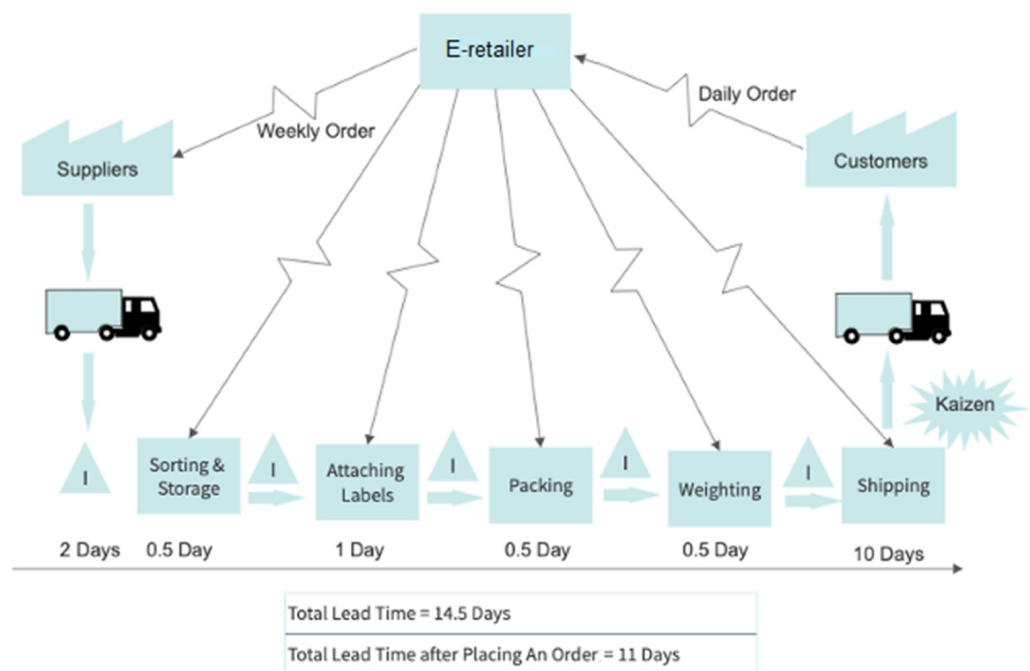 E-retailer
Weekly Order
Daily Order
Suppliers
Customers
Kaizen
I
Sorting &
Storage
I
Attaching
Labels
I
Packing
I
Weighting
I
Shipping
2 Days
0.5 Day
1 Day
0.5 Day
0.5 Day
10 Days
Total Lead Time = 14.5 Days
Total Lead Time after Placing An Order = 11 Days